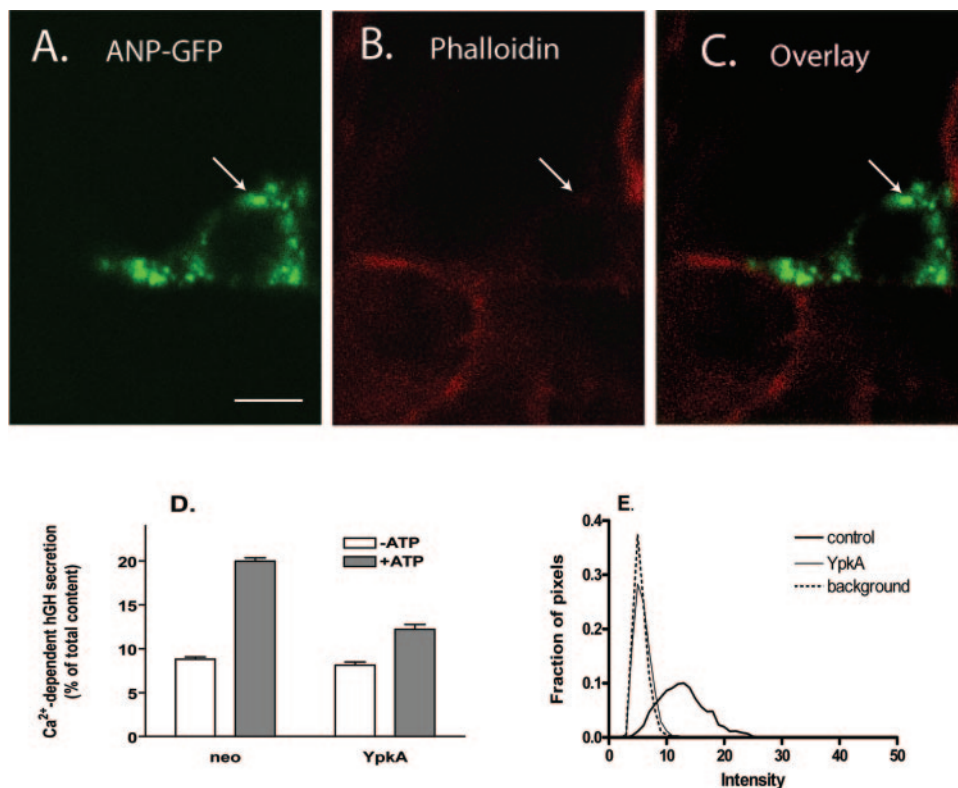 A. ANP-GFP
B. Phalloidin
C. Overlay
D.
Ca²⁺-dependent hGH secretion
(% of total content)
20
15
10
5
0
-ATP
+ATP
neo YpkA
E.
Fraction of pixels
0.4
0.3
0.2
0.1
0.0
control
YpkA
background
0 10 20 30 40 50
Intensity